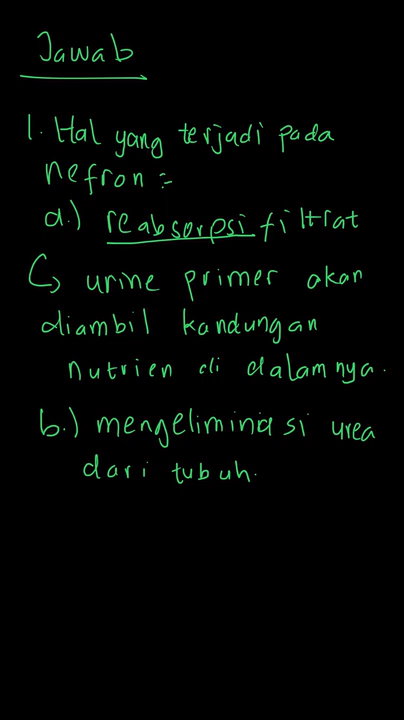 Jawab
1. Hal yang terjadi pada
nefron :
a.) reabsorpsi filtrat
↳ urine primer akan
diambil kandungan
nutrien di dalamnya.
b.) mengeliminasi urea
dari tubuh.